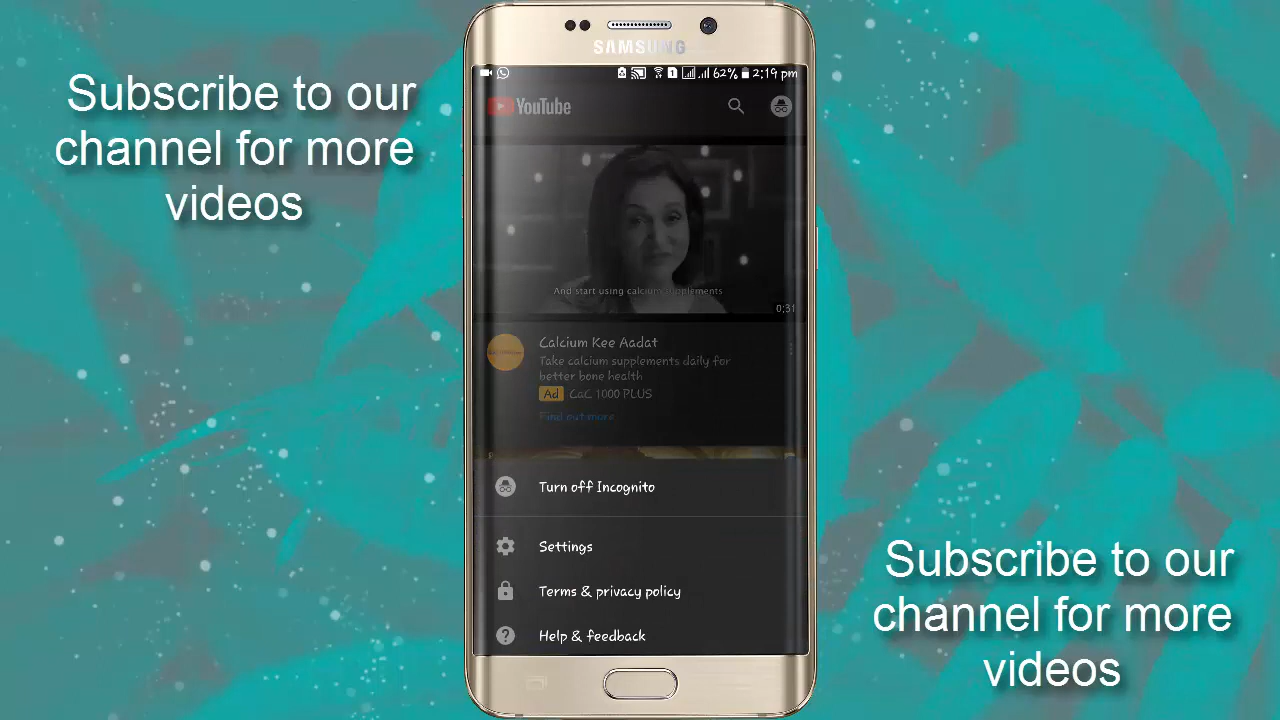 Subscribe to our
channel for more
videos
SAMSUNG
62% 2:19 pm
YouTube
And start using calcium supplements
0:31
Calcium Kee Aadat
Take calcium supplements daily for
better bone health
Ad CaC 1000 PLUS
Find out more
Turn off Incognito
Settings
Terms & privacy policy
Help & feedback
Subscribe to our
channel for more
videos